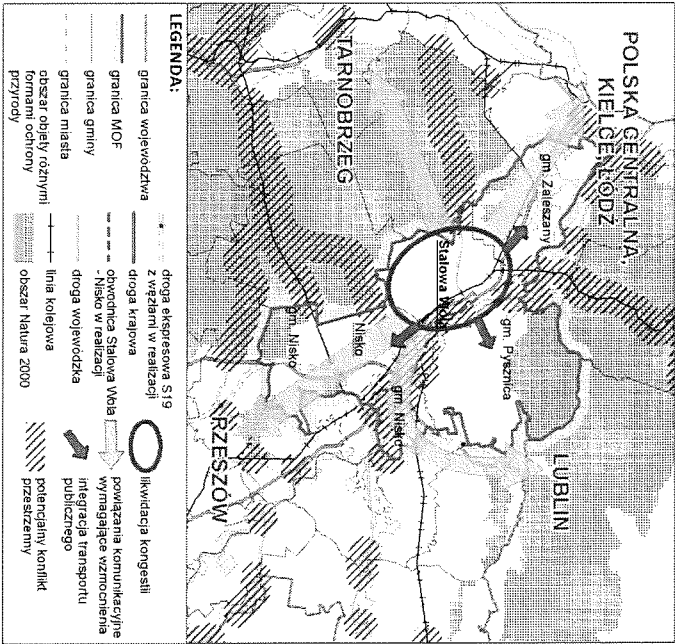 POLSKA CENTRALNA,
KIELCE, ŁÓDŹ
gm. Zaleszany
TARNOBRZEG
Stalowa Wola
gm. Pysznica
LUBLIN
Nisko
gm. Nisko
gm. Nisko
RZESZÓW
LEGENDA:
granica województwa
granica MOF
granica gminy
granica miasta
obszar objęty różnymi
formami ochrony
przyrody
droga ekspresowa S19
z węzłami w realizacji
droga krajowa
obwodnica Stalowa Wola
- Nisko w realizacji
droga wojewódzka
linia kolejowa
obszar Natura 2000
likwidacja kongestii
powiązania komunikacyjne
wymagające wzmocnienia
integracja transportu
publicznego
potencjalny konflikt
przestrzenny